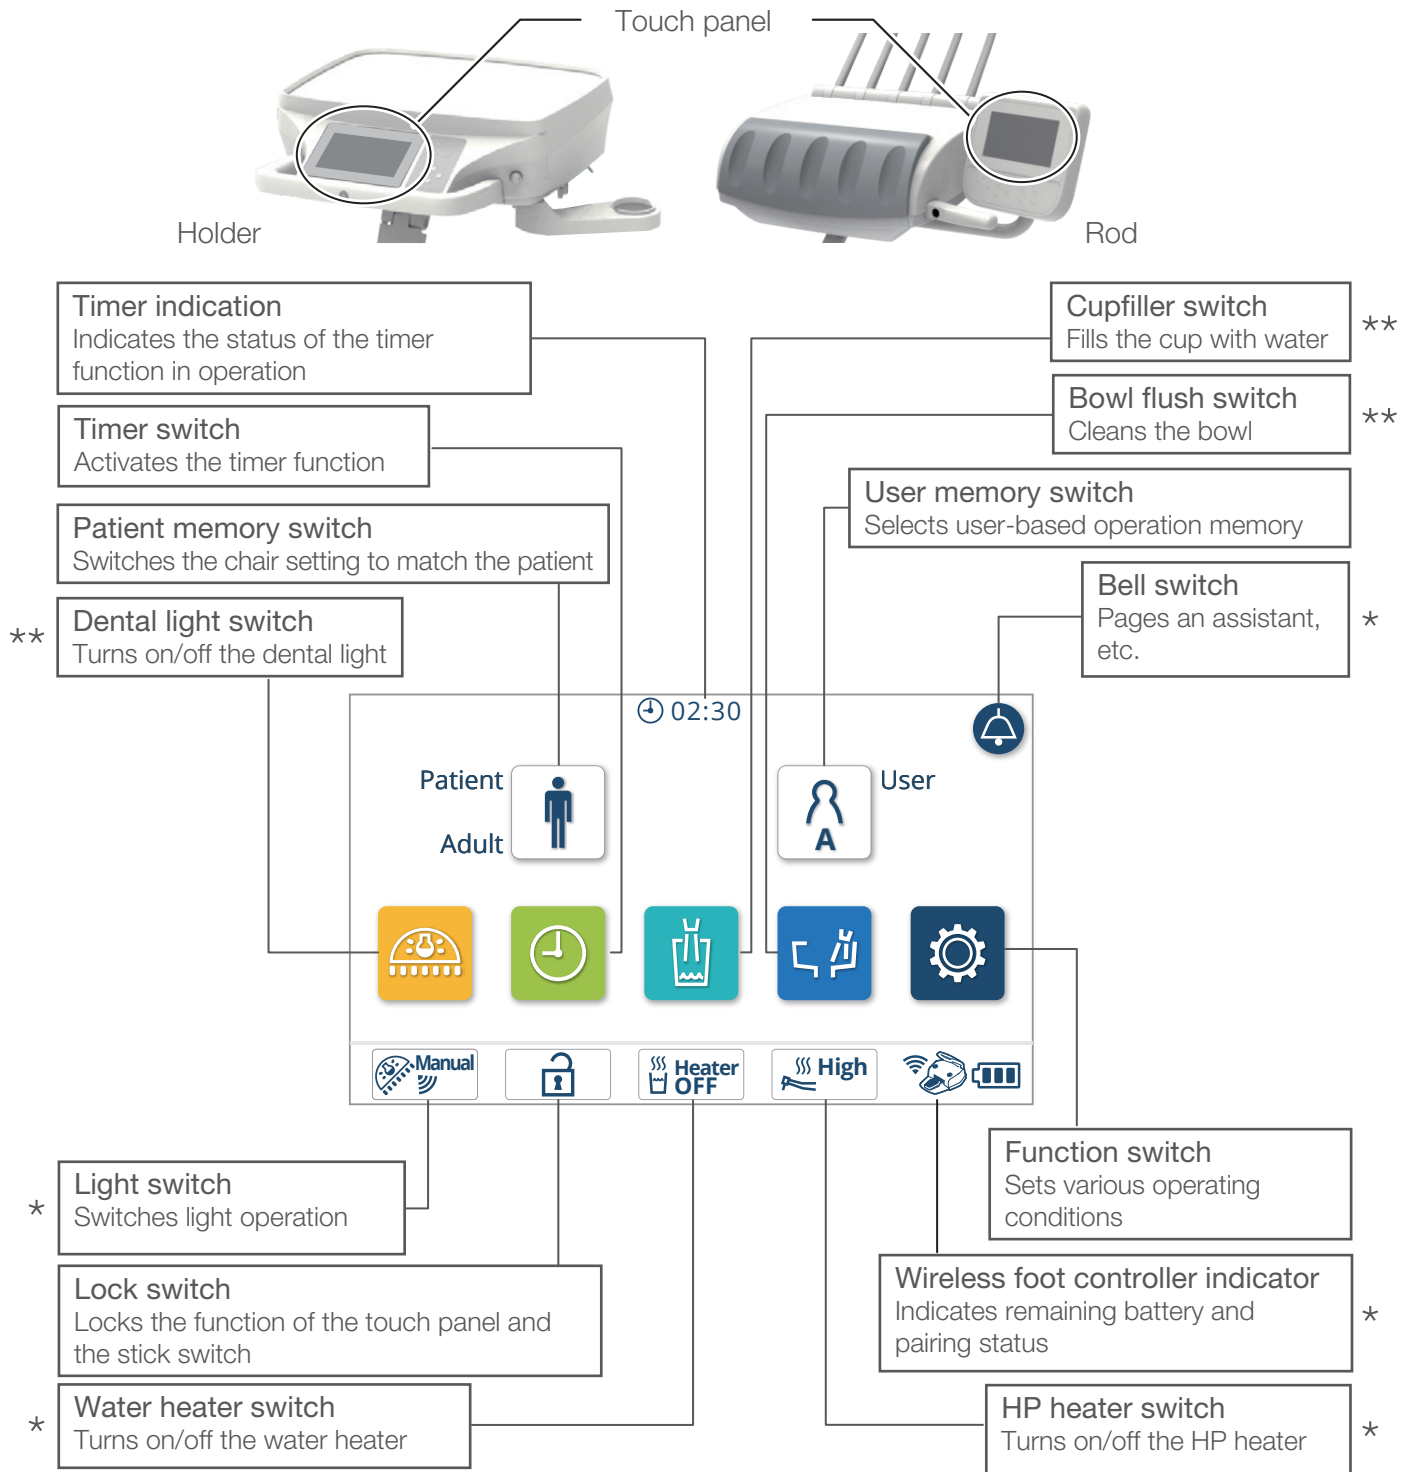 Touch panel
Holder
Rod
Timer indication
Indicates the status of the timer
function in operation
Cupfiller switch
Fills the cup with water
**
Timer switch
Activates the timer function
Bowl flush switch
Cleans the bowl
**
Patient memory switch
Switches the chair setting to match the patient
User memory switch
Selects user-based operation memory
**
Dental light switch
Turns on/off the dental light
Bell switch
Pages an assistant,
etc.
*
02:30
Patient
Adult
User
A
Manual
Heater
OFF
High
*
Light switch
Switches light operation
Function switch
Sets various operating
conditions
Lock switch
Locks the function of the touch panel and
the stick switch
Wireless foot controller indicator
Indicates remaining battery and
pairing status
*
*
Water heater switch
Turns on/off the water heater
HP heater switch
Turns on/off the HP heater
*